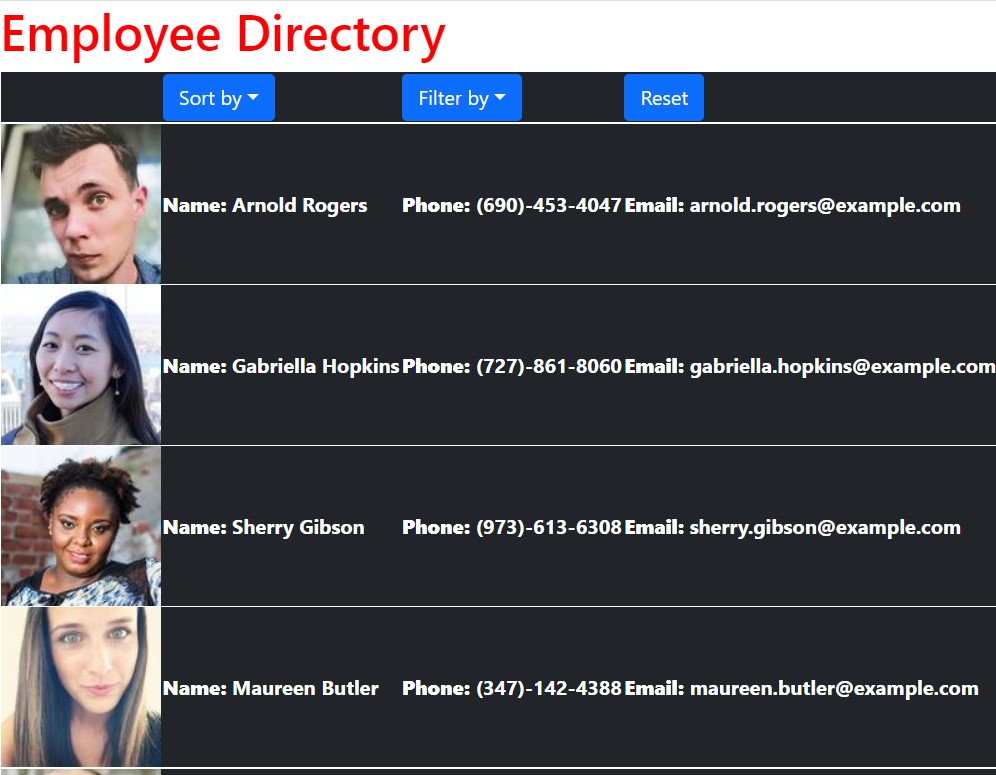 Employee Directory
Sort by Filter by Reset
Name: Arnold Rogers Phone: (690)-453-4047 Email: arnold.rogers@example.com
Name: Gabriella Hopkins Phone: (727)-861-8060 Email: gabriella.hopkins@example.com
Name: Sherry Gibson Phone: (973)-613-6308 Email: sherry.gibson@example.com
Name: Maureen Butler Phone: (347)-142-4388 Email: maureen.butler@example.com